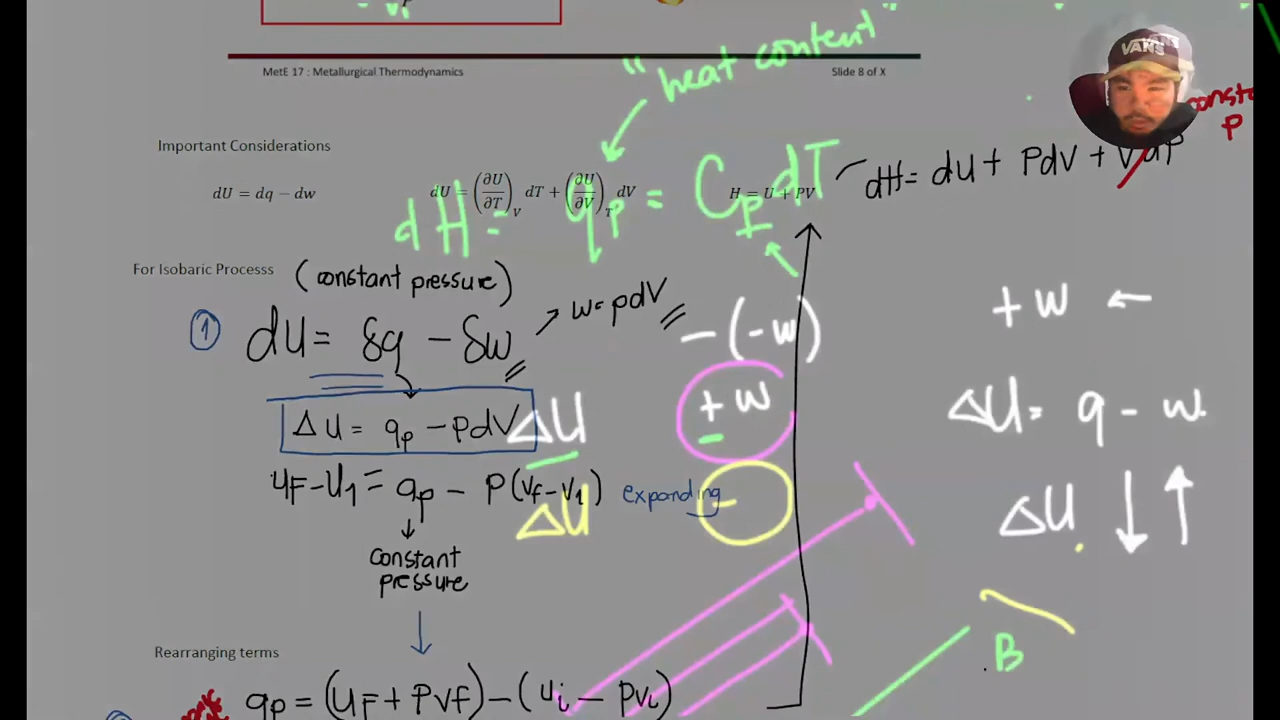 "heat content"
MetE 17 : Metallurgical Thermodynamics
Slide 8 of X
VANS
const
P
Important Considerations
dU = dq − dw
dU = (∂U/∂T)_V dT + (∂U/∂V)_T dV
H = U + PV
dH = dU + PdV + VdP
dH = q_p = C_p dT
For Isobaric Processs
(constant pressure)
① dU = δq − δw
w = pdV
−(−w)
+w ←
ΔU = q_p − pdV
ΔU
+w
ΔU = q − w.
U_F − U_1 = q_p − P(V_f − V_1)
expanding
ΔU
−
ΔU ↓ ↑
constant
pressure
B
Rearranging terms
q_p = (U_F + PV_f) − (U_i − PV_i)